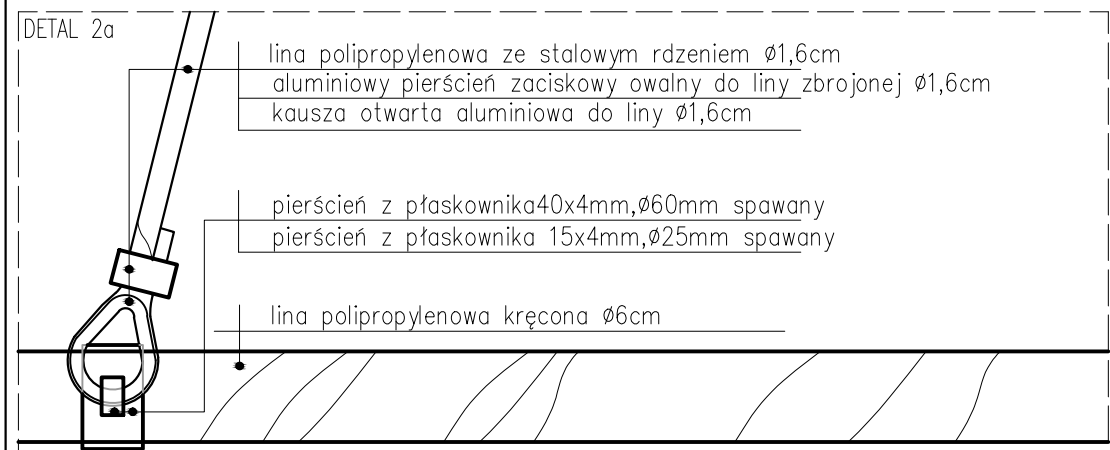 DETAL 2a
lina polipropylenowa ze stalowym rdzeniem Ø1,6cm
aluminiowy pierścień zaciskowy owalny do liny zbrojonej Ø1,6cm
kausza otwarta aluminiowa do liny Ø1,6cm
pierścień z płaskownika40x4mm,Ø60mm spawany
pierścień z płaskownika 15x4mm,Ø25mm spawany
lina polipropylenowa kręcona Ø6cm